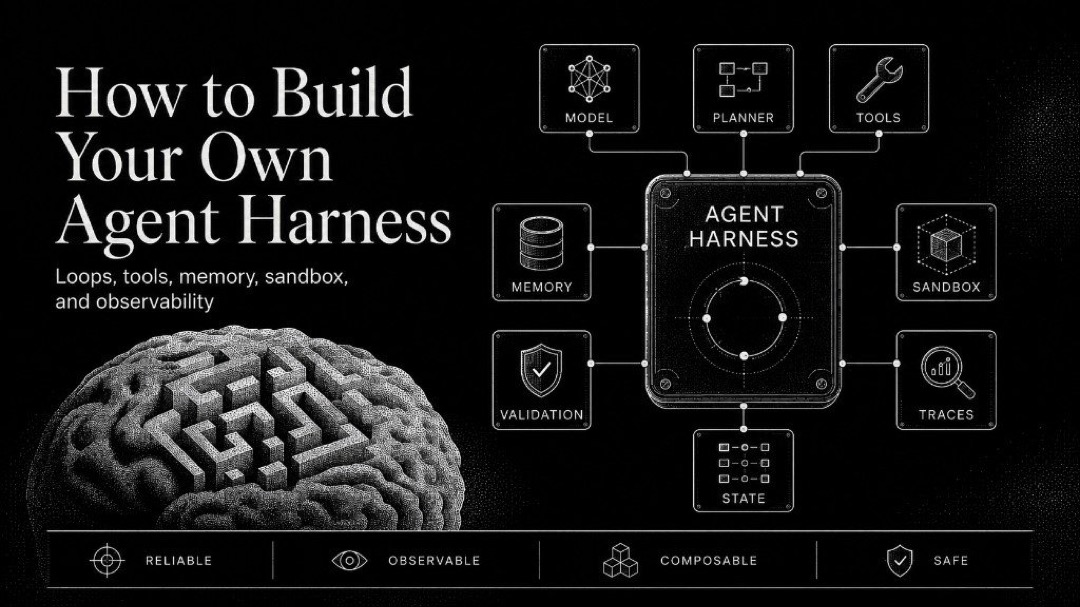 How to Build
Your Own
Agent Harness
Loops, tools, memory, sandbox,
and observability
MODEL
PLANNER
TOOLS
AGENT
HARNESS
MEMORY
SANDBOX
VALIDATION
TRACES
STATE
RELIABLE
OBSERVABLE
COMPOSABLE
SAFE